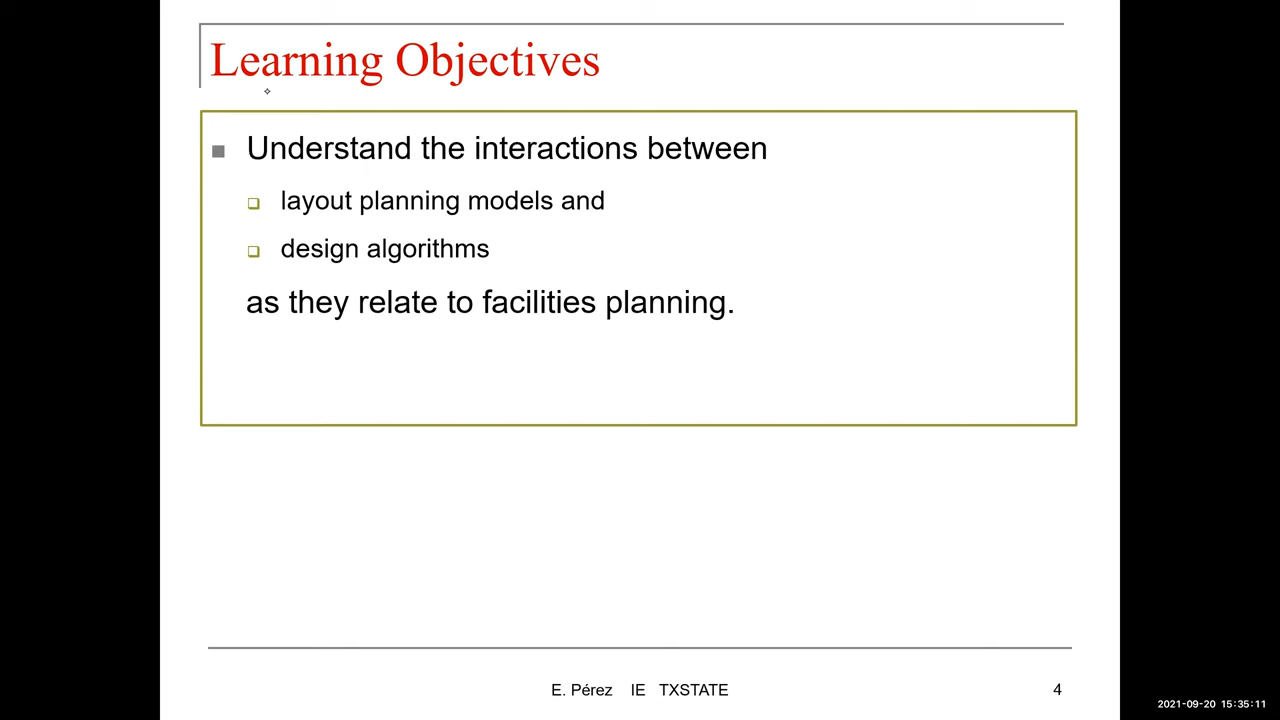 Learning Objectives
Understand the interactions between
layout planning models and
design algorithms
as they relate to facilities planning.
E. Pérez IE TXSTATE
4
2021-09-20 15:35:11